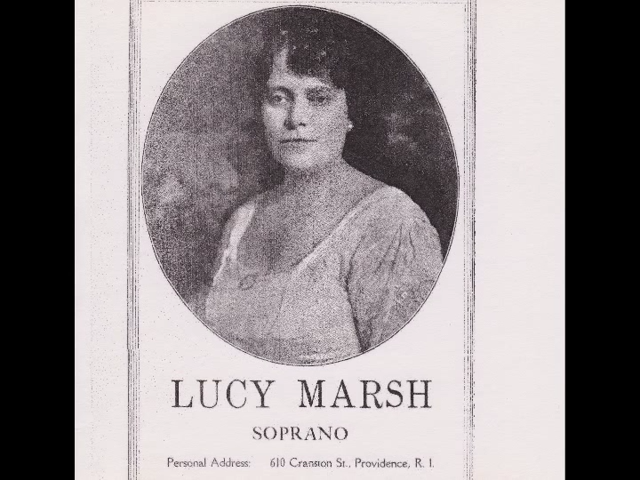 LUCY MARSH
SOPRANO
Personal Address: 610 Cranston St., Providence, R. I.